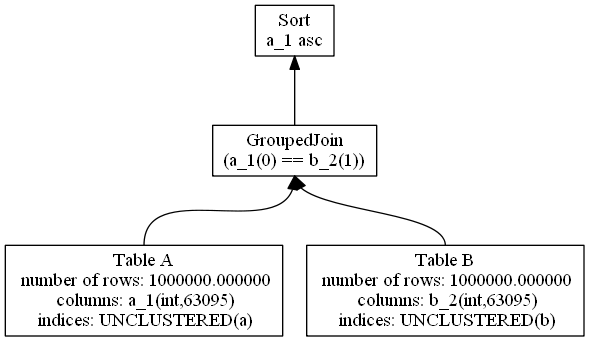 Sort
a_1 asc
GroupedJoin
(a_1(0) == b_2(1))
Table A
number of rows: 1000000.000000
columns: a_1(int,63095)
indices: UNCLUSTERED(a)
Table B
number of rows: 1000000.000000
columns: b_2(int,63095)
indices: UNCLUSTERED(b)